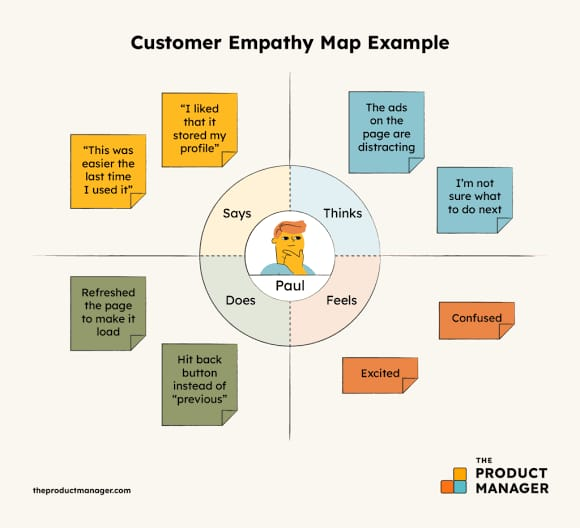 Customer Empathy Map Example
“I liked
that it
stored my
profile”
“This was
easier the
last time
I used it”
The ads
on the
page are
distracting
I’m not
sure what
to do next
Says
Thinks
Paul
Does
Feels
Refreshed
the page
to make it
load
Hit back
button
instead of
“previous”
Confused
Excited
theproductmanager.com
THE
PRODUCT
MANAGER